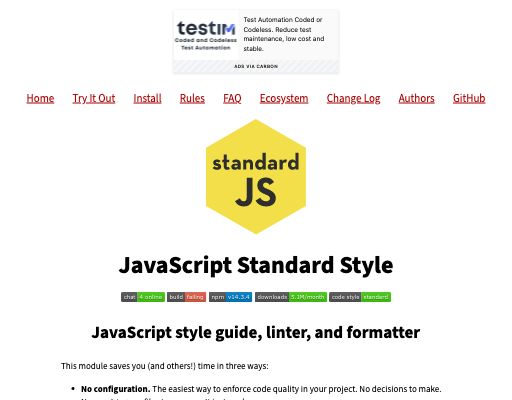 testim
Coded and Codeless
Test Automation
Test Automation Coded or
Codeless. Reduce test
maintenance, low cost and
stable.
ADS VIA CARBON
Home Try It Out Install Rules FAQ Ecosystem Change Log Authors GitHub
standard
JS
JavaScript Standard Style
chat 4 online build failing npm v14.3.4 downloads 5.1M/month code style standard
JavaScript style guide, linter, and formatter
This module saves you (and others!) time in three ways:
• No configuration. The easiest way to enforce code quality in your project. No decisions to make.